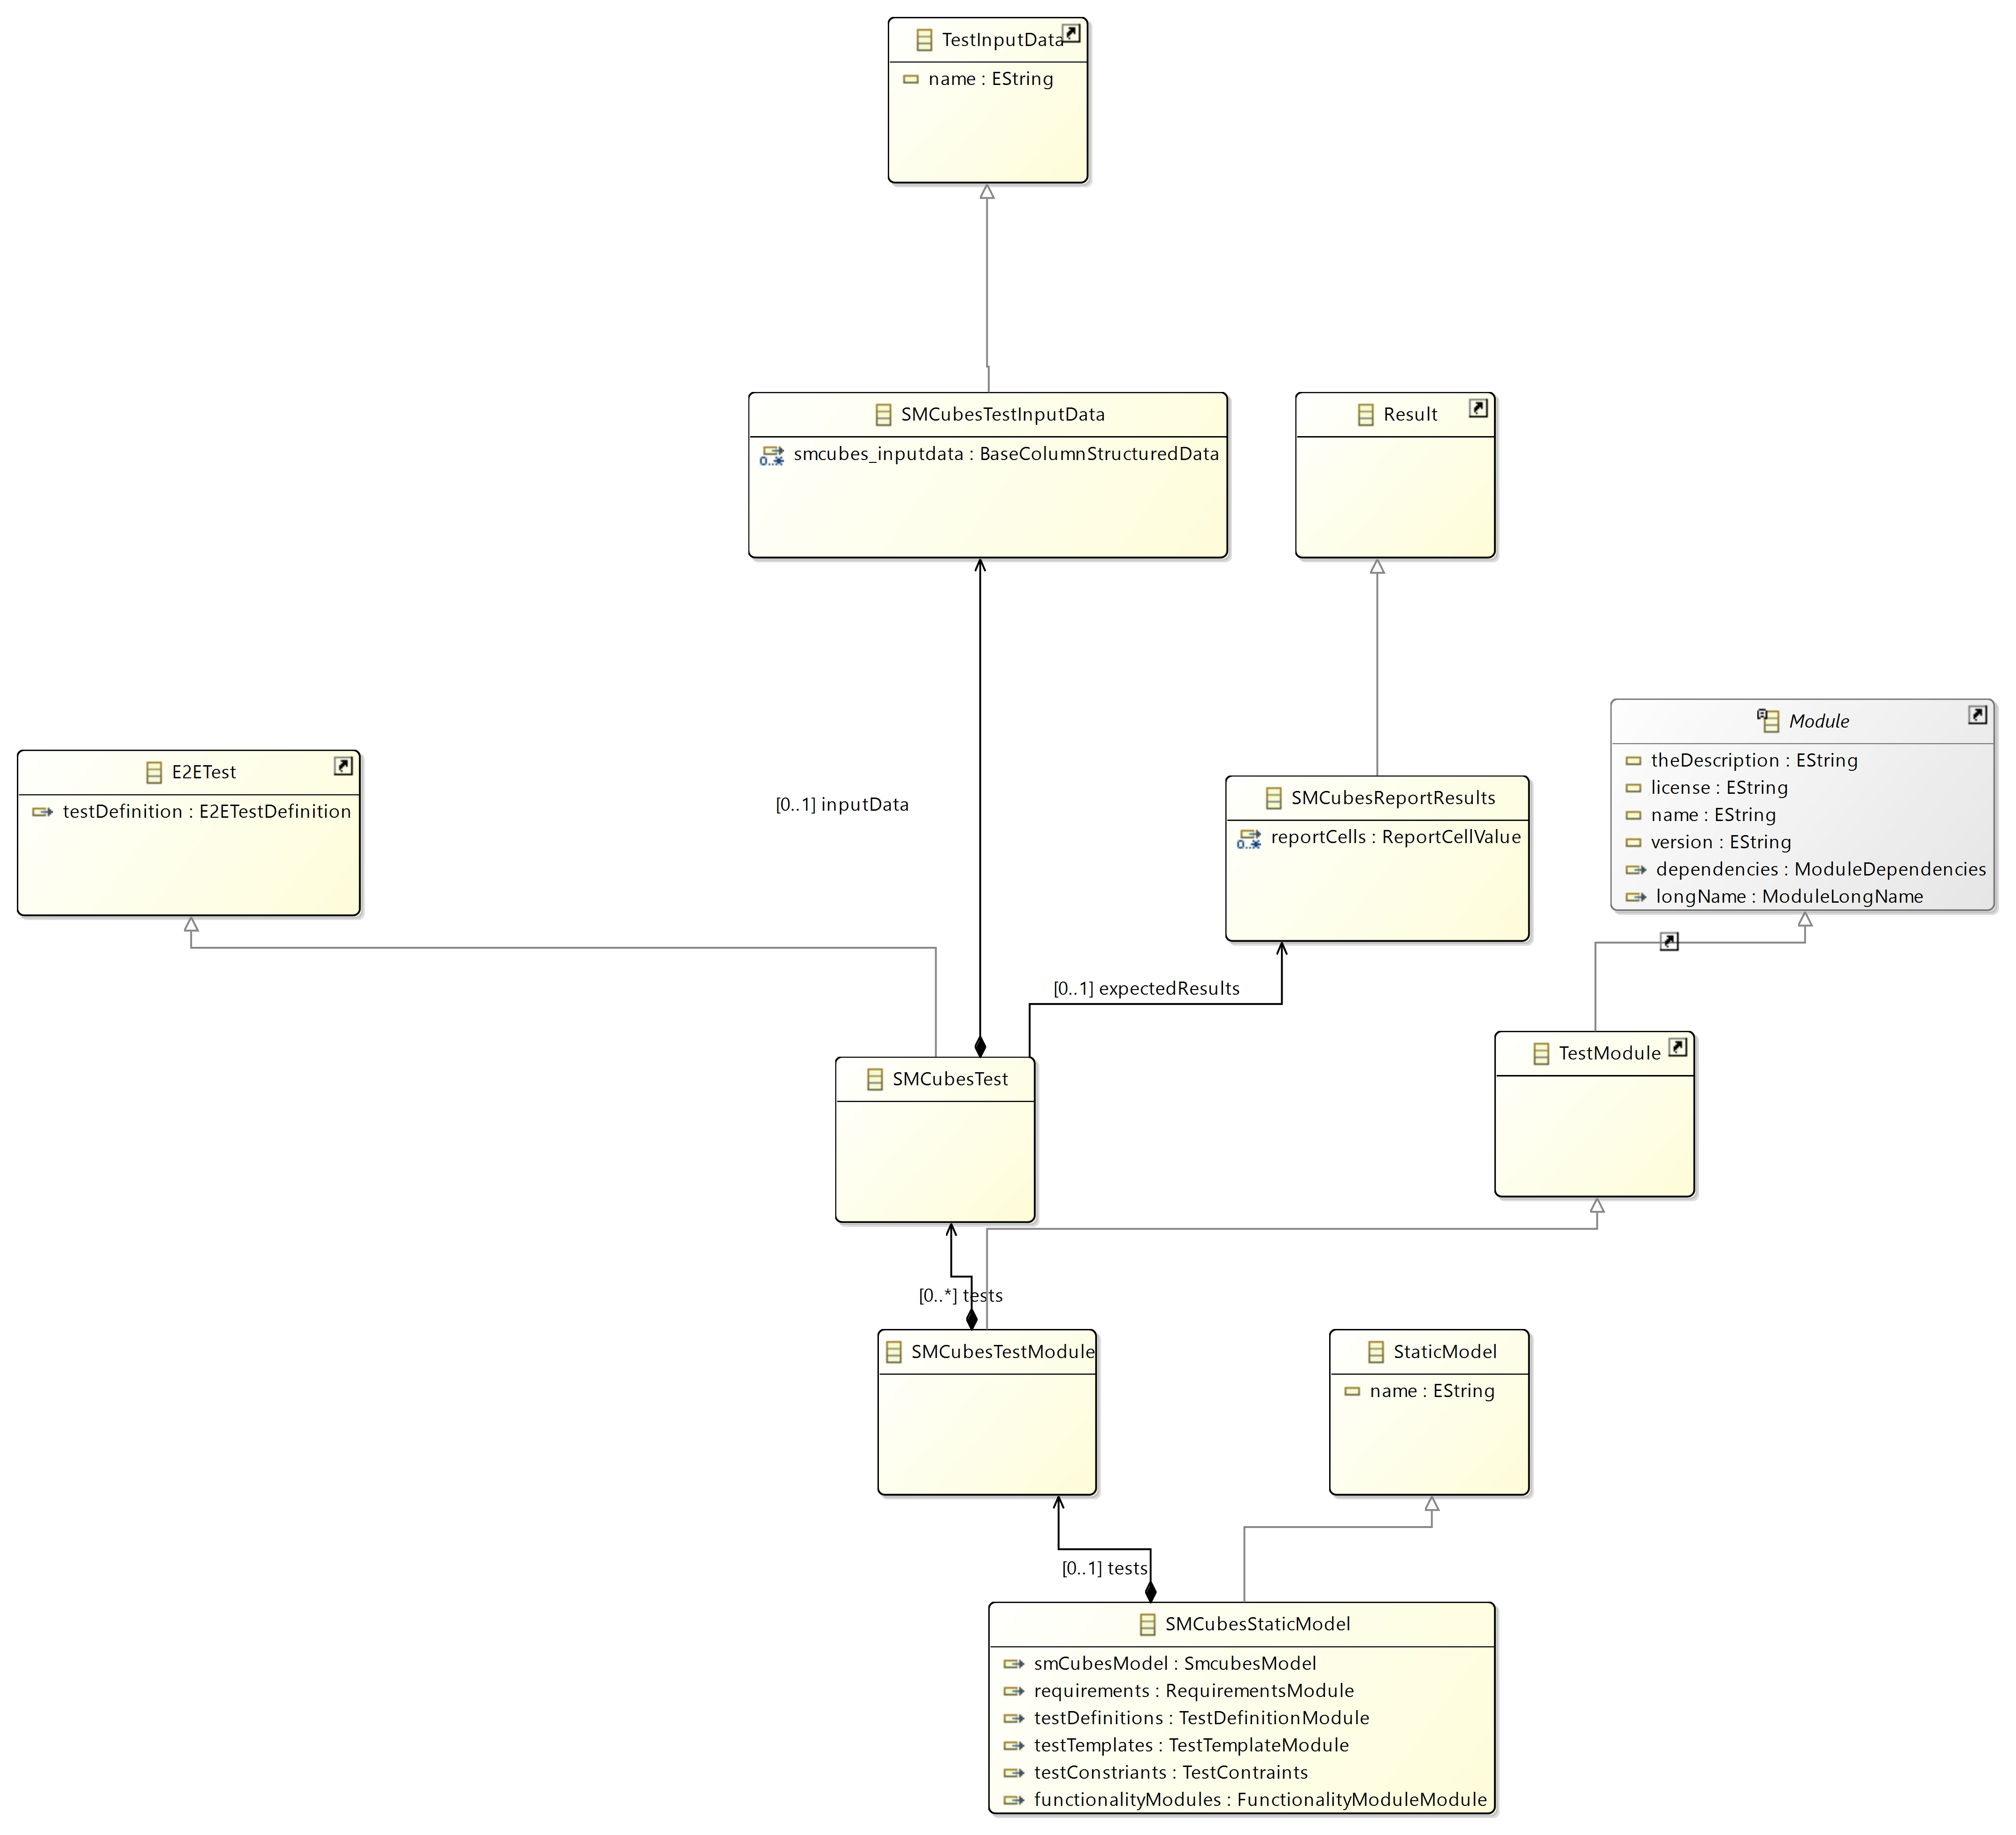 TestInputData
name : EString
SMCubesTestInputData
0..*
smcubes_inputdata : BaseColumnStructuredData
Result
E2ETest
testDefinition : E2ETestDefinition
[0..1] inputData
SMCubesReportResults
0..*
reportCells : ReportCellValue
Module
theDescription : EString
license : EString
name : EString
version : EString
dependencies : ModuleDependencies
longName : ModuleLongName
[0..1] expectedResults
SMCubesTest
TestModule
[0..*] tests
SMCubesTestModule
StaticModel
name : EString
[0..1] tests
SMCubesStaticModel
smCubesModel : SmcubesModel
requirements : RequirementsModule
testDefinitions : TestDefinitionModule
testTemplates : TestTemplateModule
testConstriants : TestContraints
functionalityModules : FunctionalityModuleModule